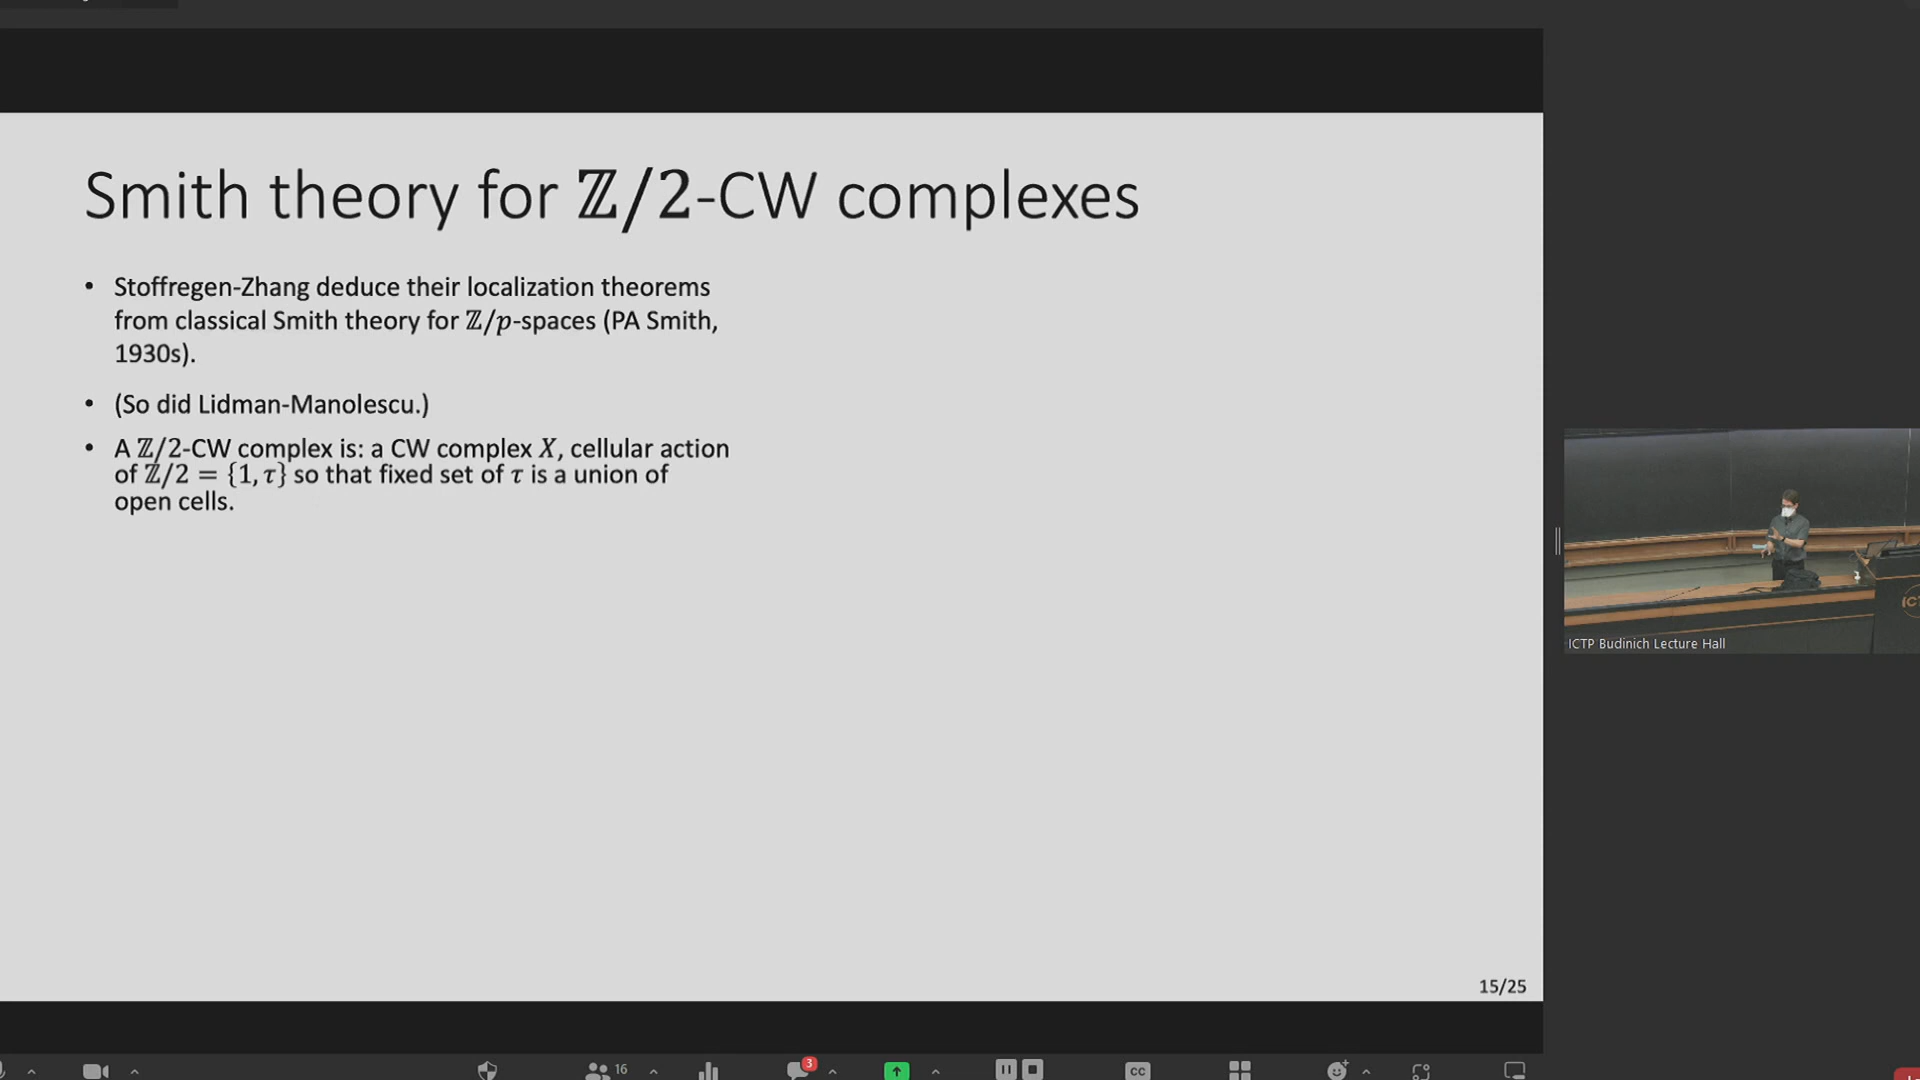 Smith theory for ℤ/2-CW complexes
• Stoffregen-Zhang deduce their localization theorems
from classical Smith theory for ℤ/p-spaces (PA Smith,
1930s).
• (So did Lidman-Manolescu.)
• A ℤ/2-CW complex is: a CW complex X, cellular action
of ℤ/2 = {1, τ} so that fixed set of τ is a union of
open cells.
ICTP Budinich Lecture Hall
15/25
16
3
CC